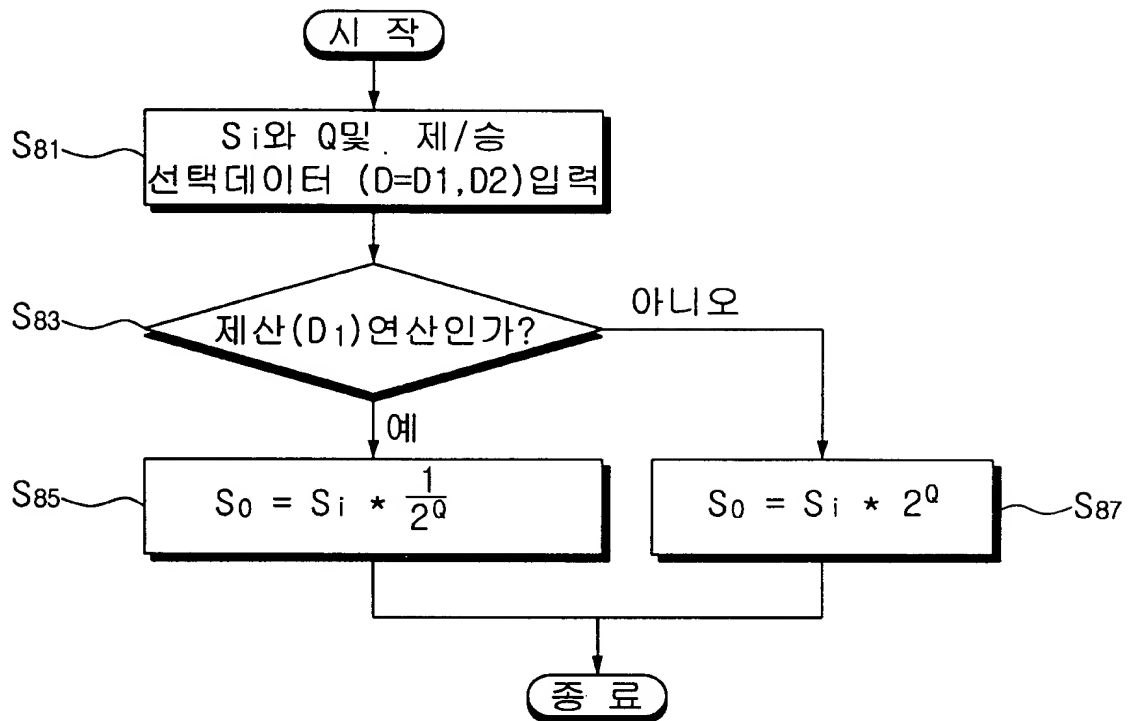 시 작
S81
Si와 Q및. 제/승
선택데이터 (D=D1,D2)입력
S83
제산(D1)연산인가?
아니오
예
S85
S0 = Si * 1/2^Q
S0 = Si * 2^Q
S87
종 료